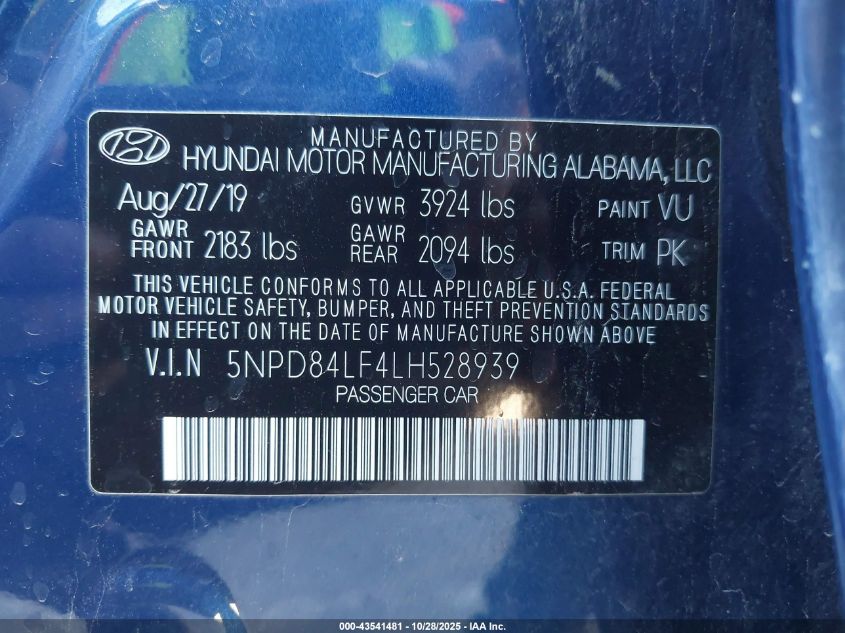 MANUFACTURED BY
HYUNDAI MOTOR MANUFACTURING ALABAMA, LLC
Aug/27/19 GVWR 3924 lbs PAINT VU
GAWR FRONT 2183 lbs GAWR REAR 2094 lbs TRIM PK
THIS VEHICLE CONFORMS TO ALL APPLICABLE U.S.A. FEDERAL
MOTOR VEHICLE SAFETY, BUMPER, AND THEFT PREVENTION STANDARDS
IN EFFECT ON THE DATE OF MANUFACTURE SHOWN ABOVE
V.I.N 5NPD84LF4LH528939
PASSENGER CAR
000-43541481 - 10/28/2025 - IAA Inc.